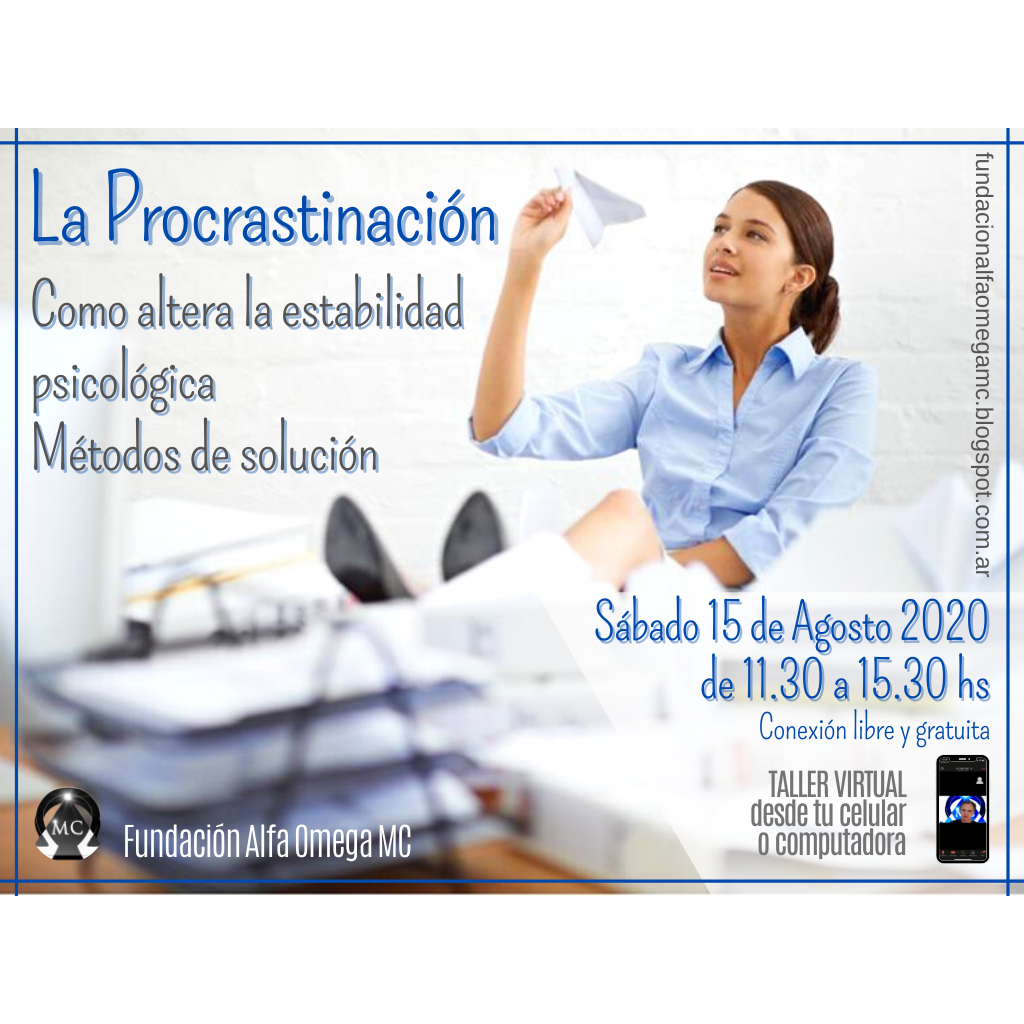 La Procrastinación
Como altera la estabilidad
psicológica
Métodos de solución
fundacionalfaomegamc.blogspot.com.ar
Sábado 15 de Agosto 2020
de 11.30 a 15.30 hs
Conexión libre y gratuita
TALLER VIRTUAL
desde tu celular
o computadora
MC
Fundación Alfa Omega MC